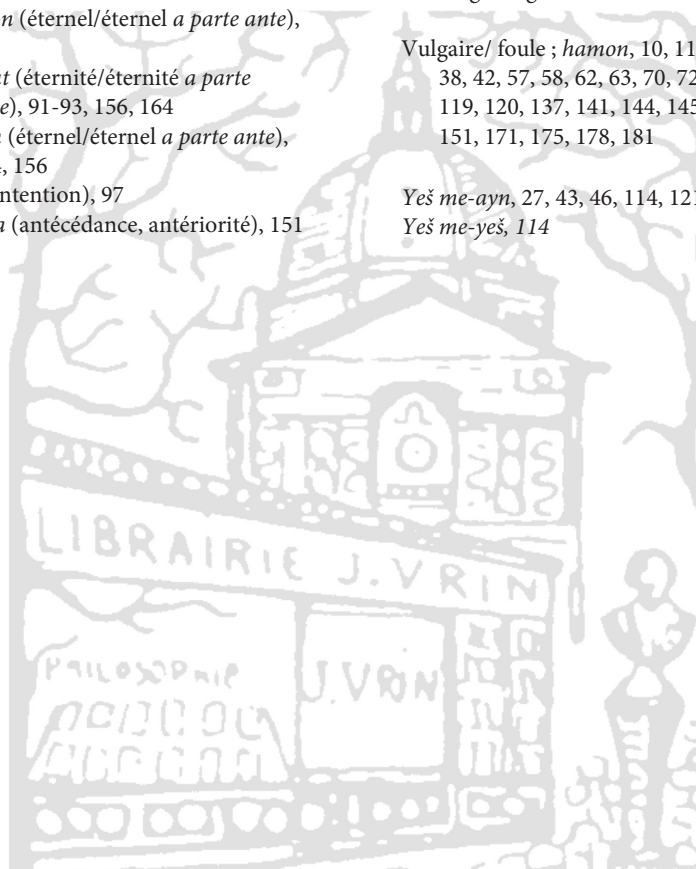 n (éternel/éternel a parte ante),
t (éternité/éternité a parte
e), 91-93, 156, 164
(éternel/éternel a parte ante),
, 156
ntention), 97
a (antécédance, antériorité), 151
Vulgaire/ foule ; hamon, 10, 11
38, 42, 57, 58, 62, 63, 70, 72
119, 120, 137, 141, 144, 145
151, 171, 175, 178, 181
Yeš me-ayn, 27, 43, 46, 114, 121
Yeš me-yeš, 114
LIBRAIRIE J. VRIN
PHILOSOPHIE
J. VRIN